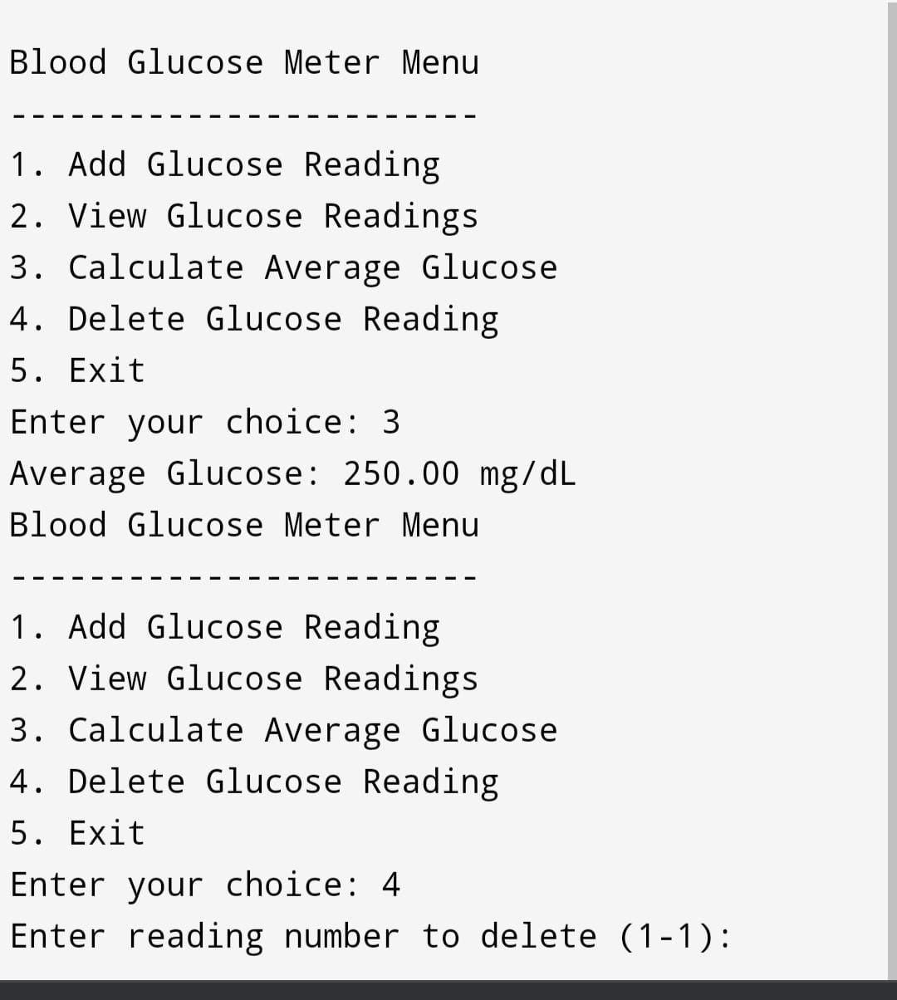 Blood Glucose Meter Menu
------------------------
1. Add Glucose Reading
2. View Glucose Readings
3. Calculate Average Glucose
4. Delete Glucose Reading
5. Exit
Enter your choice: 3
Average Glucose: 250.00 mg/dL
Blood Glucose Meter Menu
------------------------
1. Add Glucose Reading
2. View Glucose Readings
3. Calculate Average Glucose
4. Delete Glucose Reading
5. Exit
Enter your choice: 4
Enter reading number to delete (1-1):